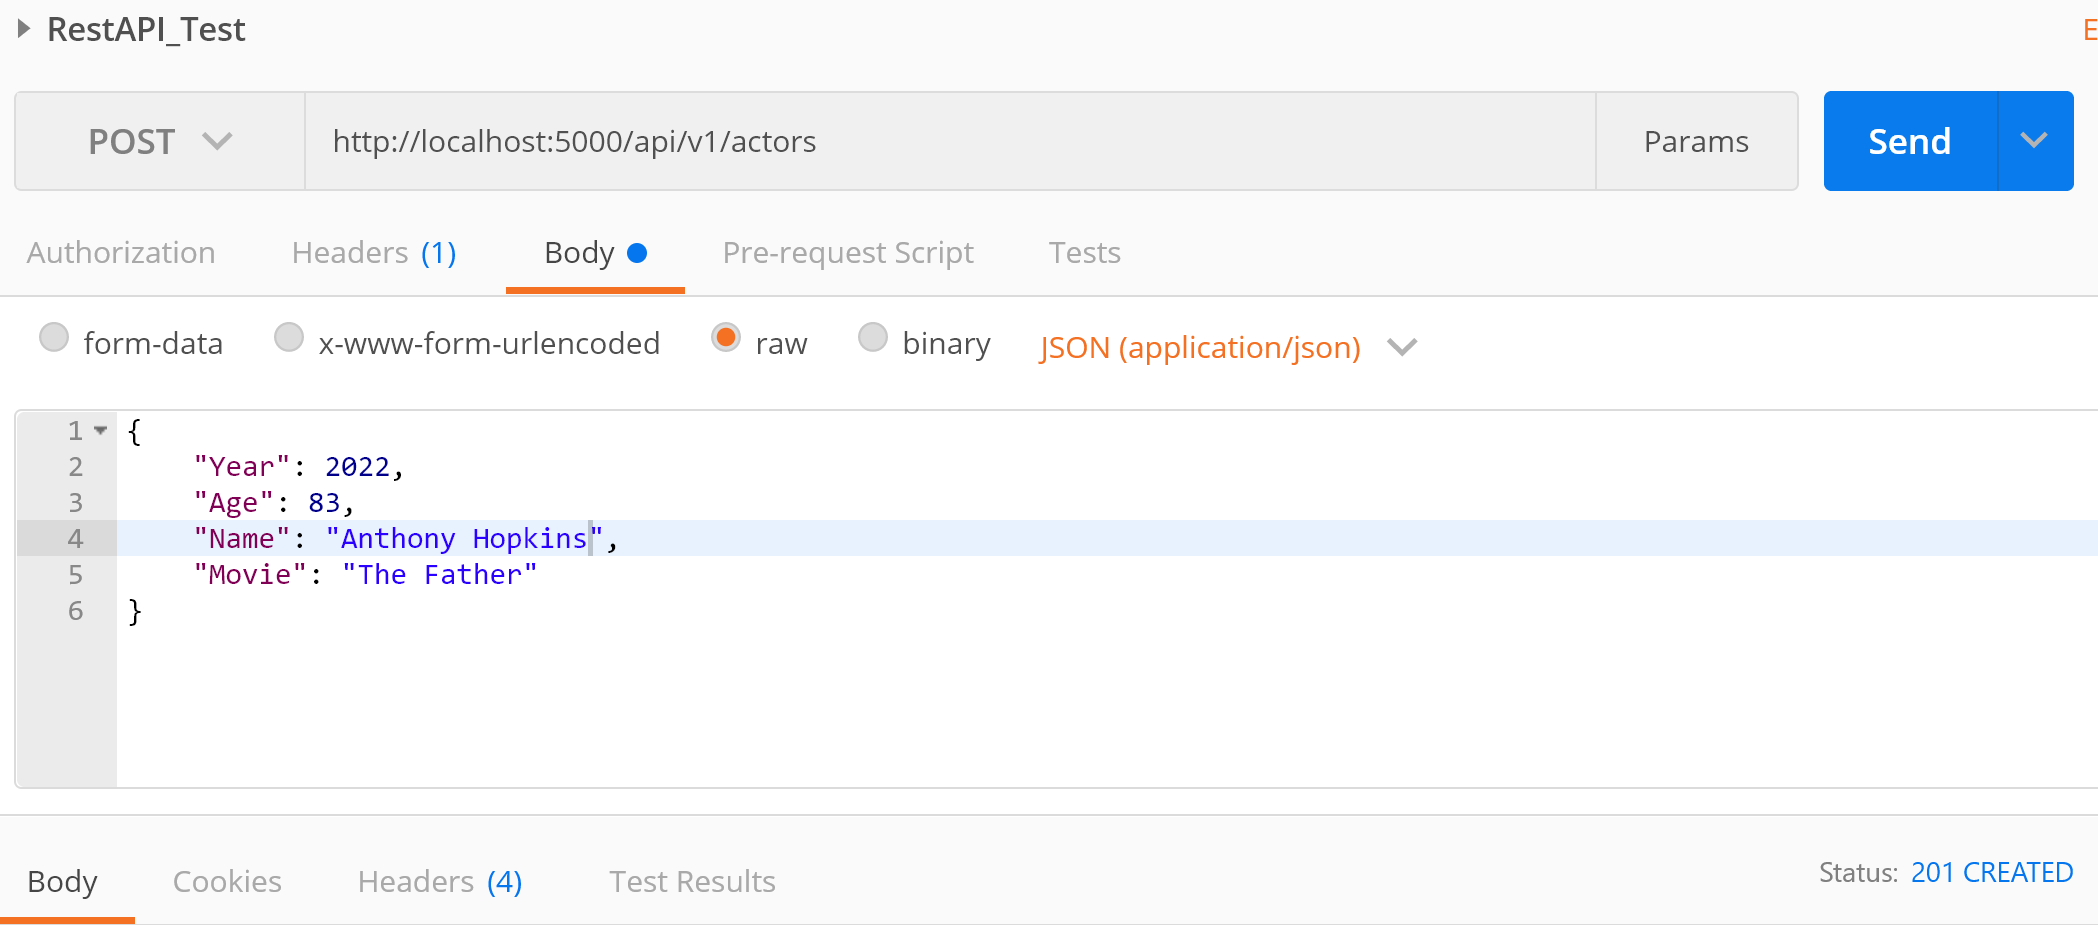 RestAPI_Test
E
POST http://localhost:5000/api/v1/actors Params Send
Authorization Headers (1) Body Pre-request Script Tests
form-data x-www-form-urlencoded raw binary JSON (application/json)
1 {
2 "Year": 2022,
3 "Age": 83,
4 "Name": "Anthony Hopkins",
5 "Movie": "The Father"
6 }
Body Cookies Headers (4) Test Results Status: 201 CREATED